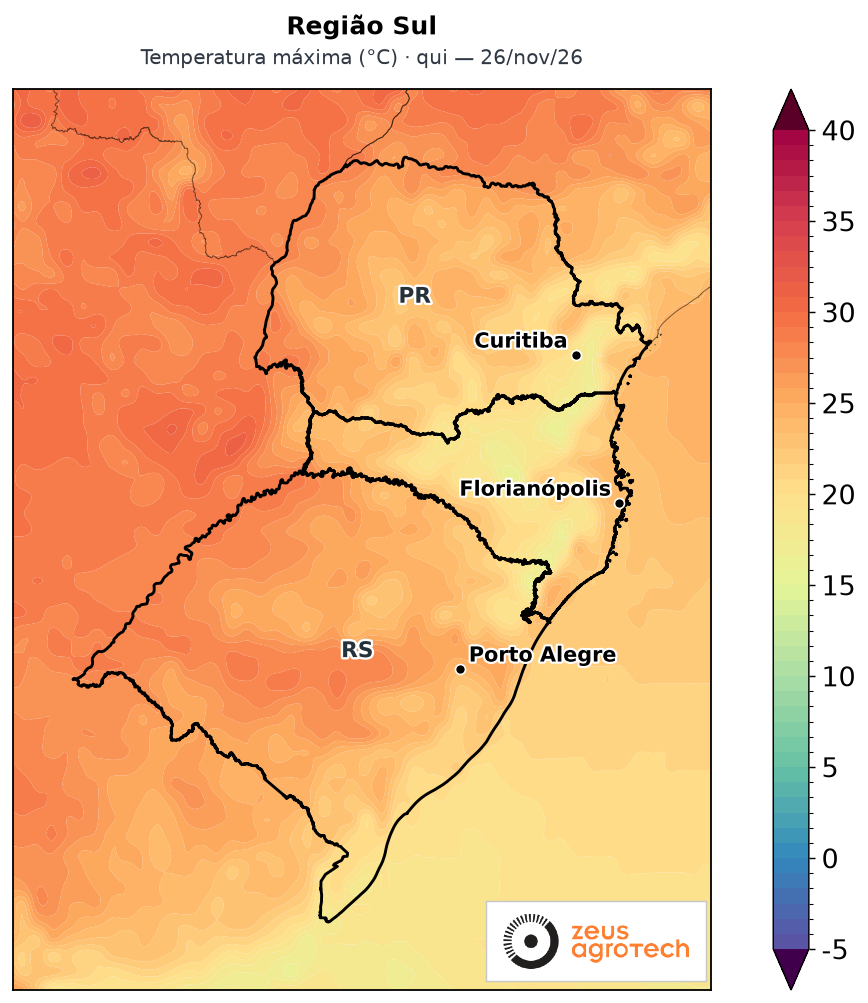 Região Sul
Temperatura máxima (°C) · qui — 26/nov/26
PR
Curitiba
Florianópolis
RS
Porto Alegre
40
35
30
25
20
15
10
5
0
-5
zeus
agrotech